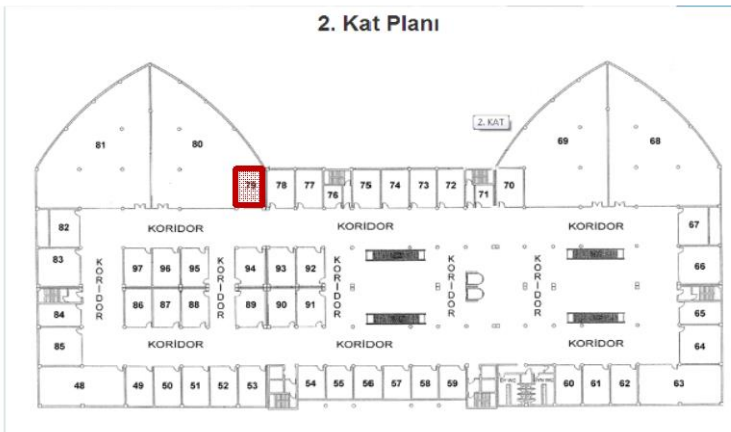 2. Kat Planı
2. KAT
81 80 69 68
79 78 77 76 75 74 73 72 71 70
82 KORİDOR KORİDOR KORİDOR 67
83 KORİDOR 97 96 95 KORİDOR 94 93 92 KORİDOR KORİDOR KORİDOR 66
84 86 87 88 89 90 91 65
85 KORİDOR KORİDOR KORİDOR 64
48 49 50 51 52 53 54 55 56 57 58 59 60 61 62 63